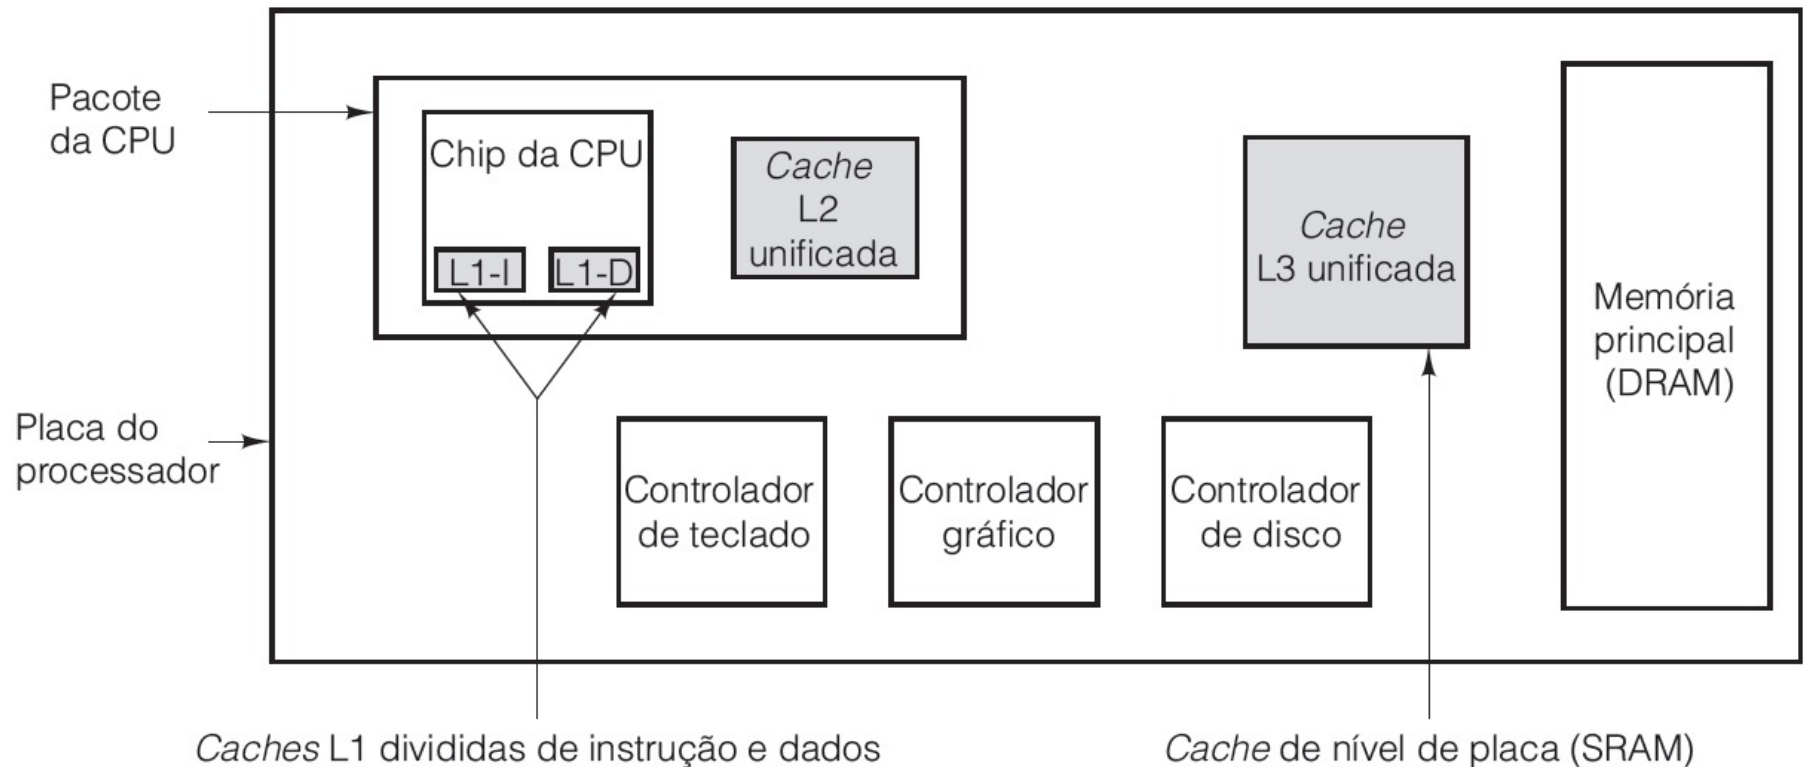 Pacote
da CPU
Chip da CPU
L1-I
L1-D
Cache
L2
unificada
Cache
L3 unificada
Memória
principal
(DRAM)
Placa do
processador
Controlador
de teclado
Controlador
gráfico
Controlador
de disco
Caches L1 divididas de instrução e dados
Cache de nível de placa (SRAM)